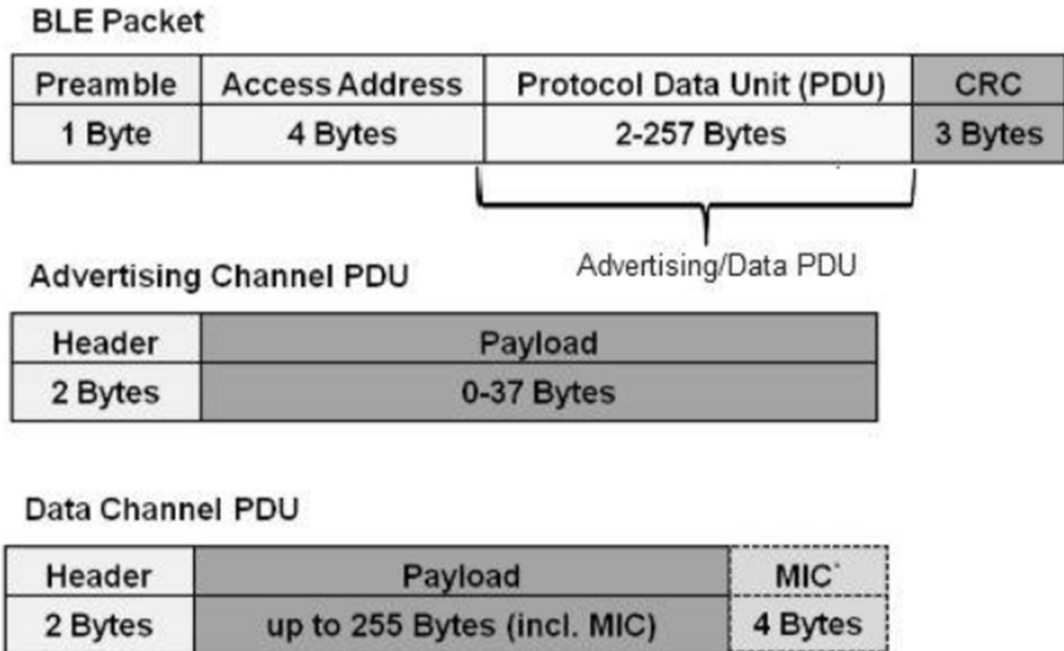 BLE Packet
Preamble Access Address Protocol Data Unit (PDU) CRC
1 Byte 4 Bytes 2-257 Bytes 3 Bytes
Advertising/Data PDU
Advertising Channel PDU
Header Payload
2 Bytes 0-37 Bytes
Data Channel PDU
Header Payload MIC*
2 Bytes up to 255 Bytes (incl. MIC) 4 Bytes